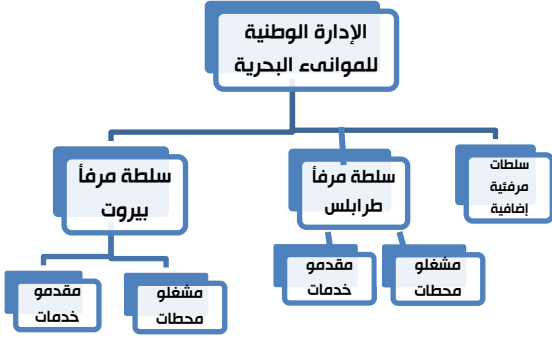 الإدارة الوطنية
للموانىء البحرية
سلطة مرفأ
بيروت
سلطة مرفأ
طرابلس
سلطات
مرفئية
إضافية
مقدمو
خدمات
مشغلو
محطات
مقدمو
خدمات
مشغلو
محطات